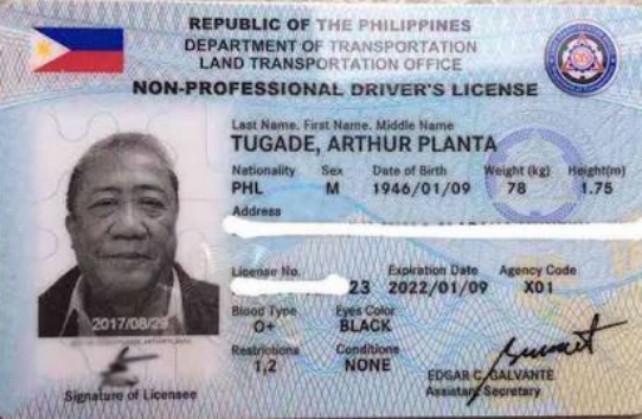 REPUBLIC OF THE PHILIPPINES
DEPARTMENT OF TRANSPORTATION
LAND TRANSPORTATION OFFICE
NON-PROFESSIONAL DRIVER'S LICENSE
Last Name. First Name. Middle Name
TUGADE, ARTHUR PLANTA
Nationality Sex Date of Birth Weight (kg) Height(m)
PHL M 1946/01/09 78 1.75
Address
License No. Expiration Date Agency Code
23 2022/01/09 X01
Blood Type Eyes Color
O+ BLACK
Restrictions Conditions
1,2 NONE
2017/08/29
Signature of Licensee
EDGAR C. GALVANTE
Assistant Secretary